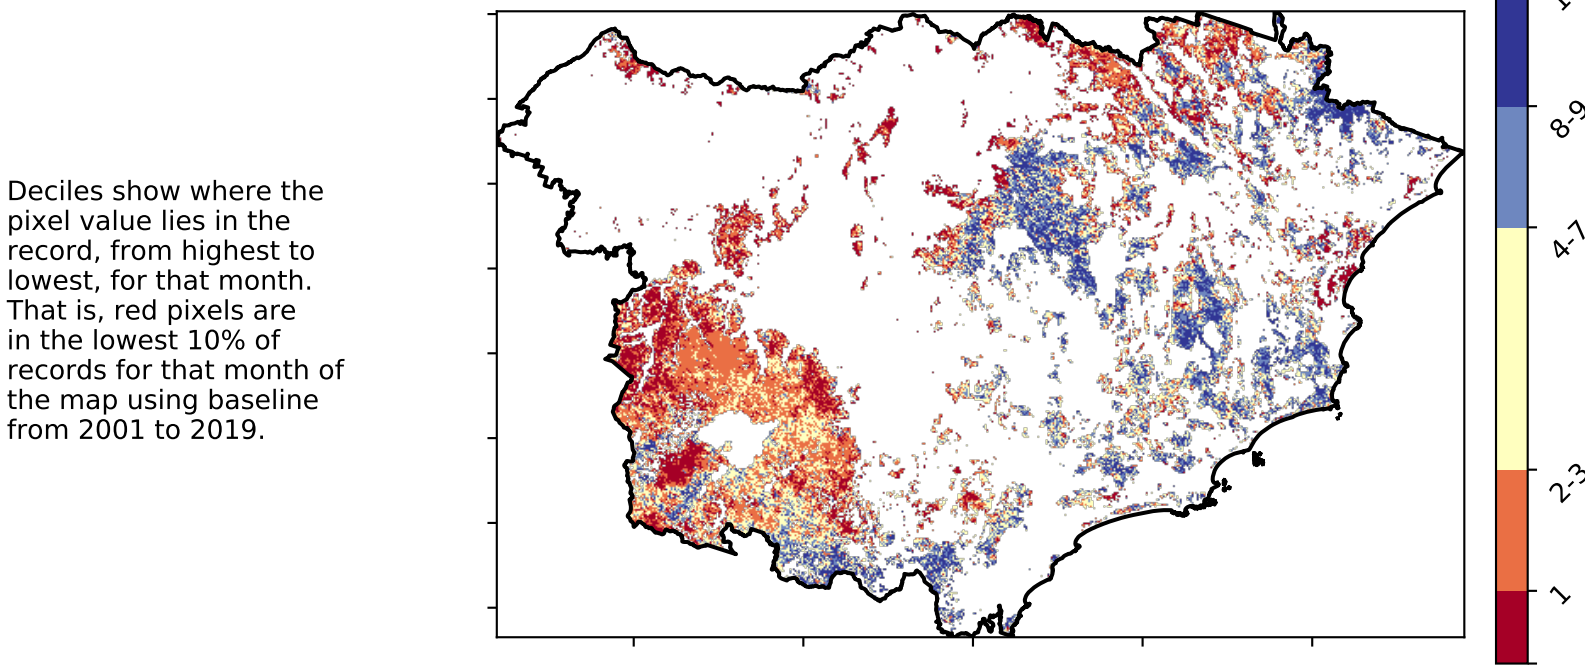 Deciles show where the
pixel value lies in the
record, from highest to
lowest, for that month.
That is, red pixels are
in the lowest 10% of
records for that month of
the map using baseline
from 2001 to 2019.
8-9
4-7
2-3
1